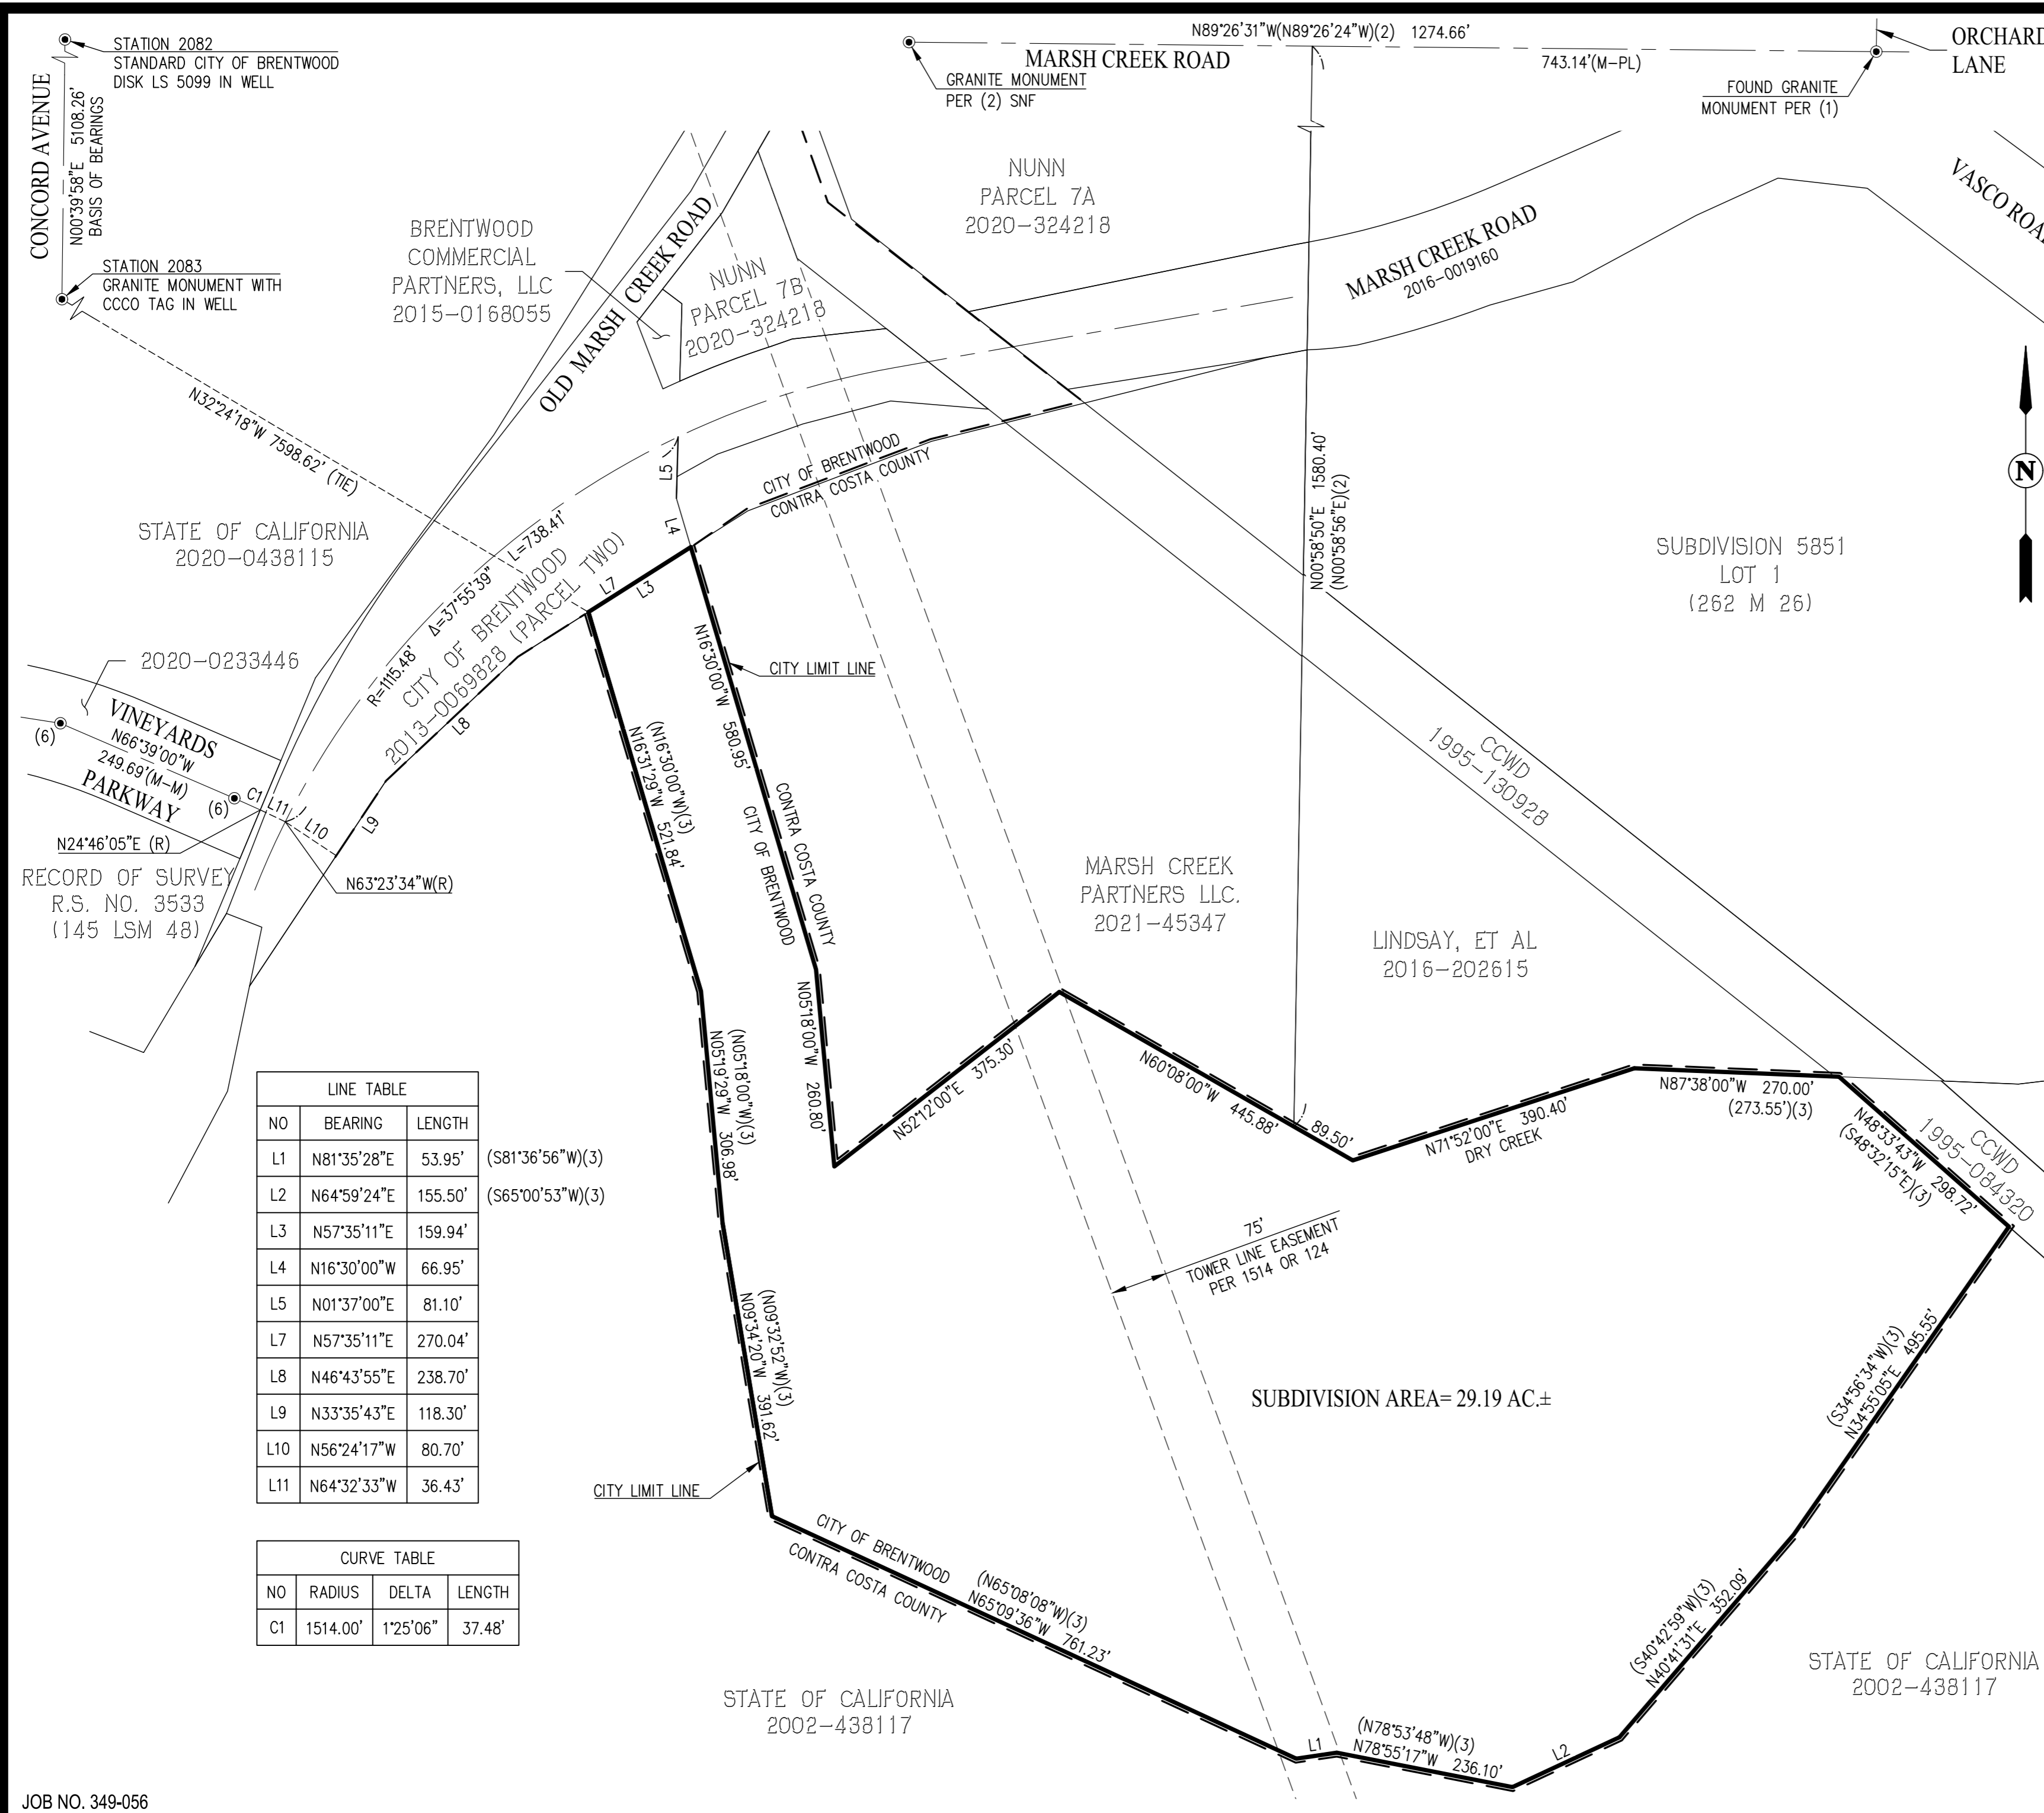 STATION 2082
STANDARD CITY OF BRENTWOOD
DISK LS 5099 IN WELL
CONCORD AVENUE
N00°39'58"E 5108.26'
BASIS OF BEARINGS
STATION 2083
GRANITE MONUMENT WITH
CCCO TAG IN WELL
N32°24'18"W 7598.62' (TIE)
N89°26'31"W(N89°26'24"W)(2) 1274.66'
MARSH CREEK ROAD
743.14'(M-PL)
GRANITE MONUMENT
PER (2) SNF
FOUND GRANITE
MONUMENT PER (1)
ORCHARD
LANE
NUNN
PARCEL 7A
2020-324218
BRENTWOOD
COMMERCIAL
PARTNERS, LLC
2015-0168055
OLD MARSH CREEK ROAD
NUNN
PARCEL 7B
2020-324218
MARSH CREEK ROAD
2016-0019160
VASCO ROA
N
N00°58'50"E 1580.40'
(N00°58'56"E)(2)
L5
L4
CITY OF BRENTWOOD
CONTRA COSTA COUNTY
STATE OF CALIFORNIA
2020-0438115
SUBDIVISION 5851
LOT 1
(262 M 26)
R=1115.48' Δ=37°55'39" L=738.41'
CITY OF BRENTWOOD
2013-0069828 (PARCEL TWO)
L7
L3
L8
2020-0233446
CITY LIMIT LINE
VINEYARDS
N66°39'00"W
249.69'(M-M)
PARKWAY
(6)
(6)
C1
L11
L10
L9
N24°46'05"E (R)
N63°23'34"W(R)
RECORD OF SURVEY
R.S. NO. 3533
(145 LSM 48)
N16°30'00"W 580.95'
(N16°30'00"W)(3)
N16°31'29"W 521.84'
CONTRA COSTA COUNTY
CITY OF BRENTWOOD
CCWD
1995-130928
MARSH CREEK
PARTNERS LLC.
2021-45347
LINDSAY, ET AL
2016-202615
N05°18'00"W 260.80'
(N05°18'00"W)(3)
N05°19'29"W 306.98'
N52°12'00"E 375.30'
N60°08'00"W 445.88'
89.50'
N71°52'00"E 390.40'
DRY CREEK
N87°38'00"W 270.00'
(273.55')(3)
N48°33'43"W 298.72'
(S48°32'15"E)(3)
CCWD
1995-084320
LINE TABLE
NO BEARING LENGTH
L1 N81°35'28"E 53.95' (S81°36'56"W)(3)
L2 N64°59'24"E 155.50' (S65°00'53"W)(3)
L3 N57°35'11"E 159.94'
L4 N16°30'00"W 66.95'
L5 N01°37'00"E 81.10'
L7 N57°35'11"E 270.04'
L8 N46°43'55"E 238.70'
L9 N33°35'43"E 118.30'
L10 N56°24'17"W 80.70'
L11 N64°32'33"W 36.43'
75'
TOWER LINE EASEMENT
PER 1514 OR 124
(N09°32'52"W)(3)
N09°34'20"W 391.62'
SUBDIVISION AREA= 29.19 AC.±
(S34°56'34"W)(3)
N34°55'05"E 495.55'
CITY LIMIT LINE
CURVE TABLE
NO RADIUS DELTA LENGTH
C1 1514.00' 1°25'06" 37.48'
CITY OF BRENTWOOD
CONTRA COSTA COUNTY
(N65°08'08"W)(3)
N65°09'36"W 761.23'
(S40°42'59"W)(3)
N40°41'31"E 352.09'
STATE OF CALIFORNIA
2002-438117
STATE OF CALIFORNIA
2002-438117
L1
(N78°53'48"W)(3)
N78°55'17"W 236.10'
L2
JOB NO. 349-056